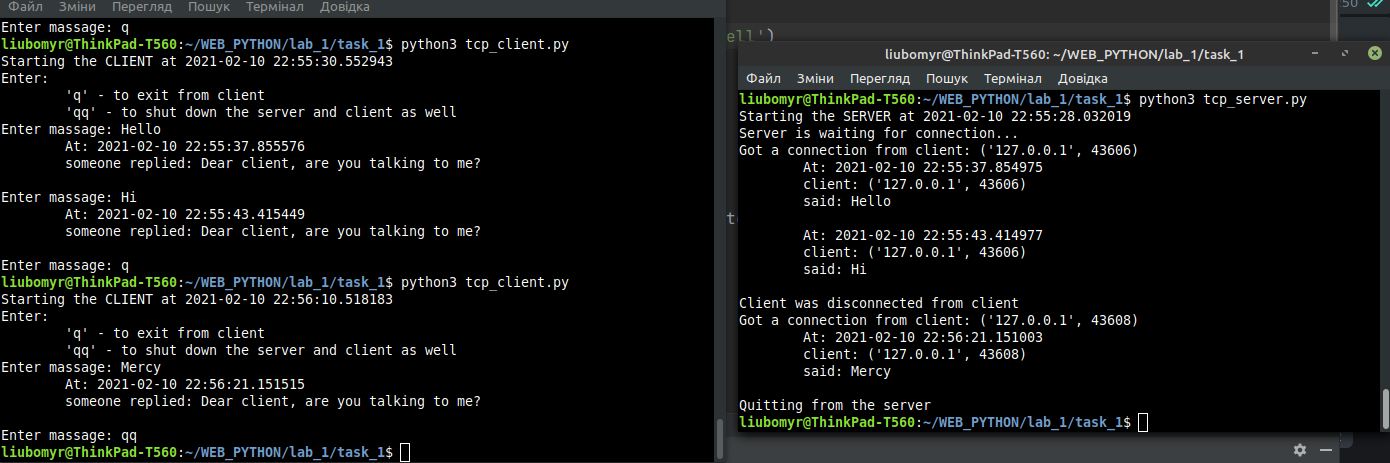 Файл Зміни Перегляд Пошук Термінал Довідка
Enter massage: q
liubomyr@ThinkPad-T560:~/WEB_PYTHON/lab_1/task_1$ python3 tcp_client.py
Starting the CLIENT at 2021-02-10 22:55:30.552943
Enter:
'q' - to exit from client
'qq' - to shut down the server and client as well
Enter massage: Hello
At: 2021-02-10 22:55:37.855576
someone replied: Dear client, are you talking to me?
Enter massage: Hi
At: 2021-02-10 22:55:43.415449
someone replied: Dear client, are you talking to me?
Enter massage: q
liubomyr@ThinkPad-T560:~/WEB_PYTHON/lab_1/task_1$ python3 tcp_client.py
Starting the CLIENT at 2021-02-10 22:56:10.518183
Enter:
'q' - to exit from client
'qq' - to shut down the server and client as well
Enter massage: Mercy
At: 2021-02-10 22:56:21.151515
someone replied: Dear client, are you talking to me?
Enter massage: qq
liubomyr@ThinkPad-T560:~/WEB_PYTHON/lab_1/task_1$
ell')
50
liubomyr@ThinkPad-T560: ~/WEB_PYTHON/lab_1/task_1
Файл Зміни Перегляд Пошук Термінал Довідка
liubomyr@ThinkPad-T560:~/WEB_PYTHON/lab_1/task_1$ python3 tcp_server.py
Starting the SERVER at 2021-02-10 22:55:28.032019
Server is waiting for connection...
Got a connection from client: ('127.0.0.1', 43606)
At: 2021-02-10 22:55:37.854975
client: ('127.0.0.1', 43606)
said: Hello
At: 2021-02-10 22:55:43.414977
client: ('127.0.0.1', 43606)
said: Hi
Client was disconnected from client
Got a connection from client: ('127.0.0.1', 43608)
At: 2021-02-10 22:56:21.151003
client: ('127.0.0.1', 43608)
said: Mercy
Quitting from the server
liubomyr@ThinkPad-T560:~/WEB_PYTHON/lab_1/task_1$